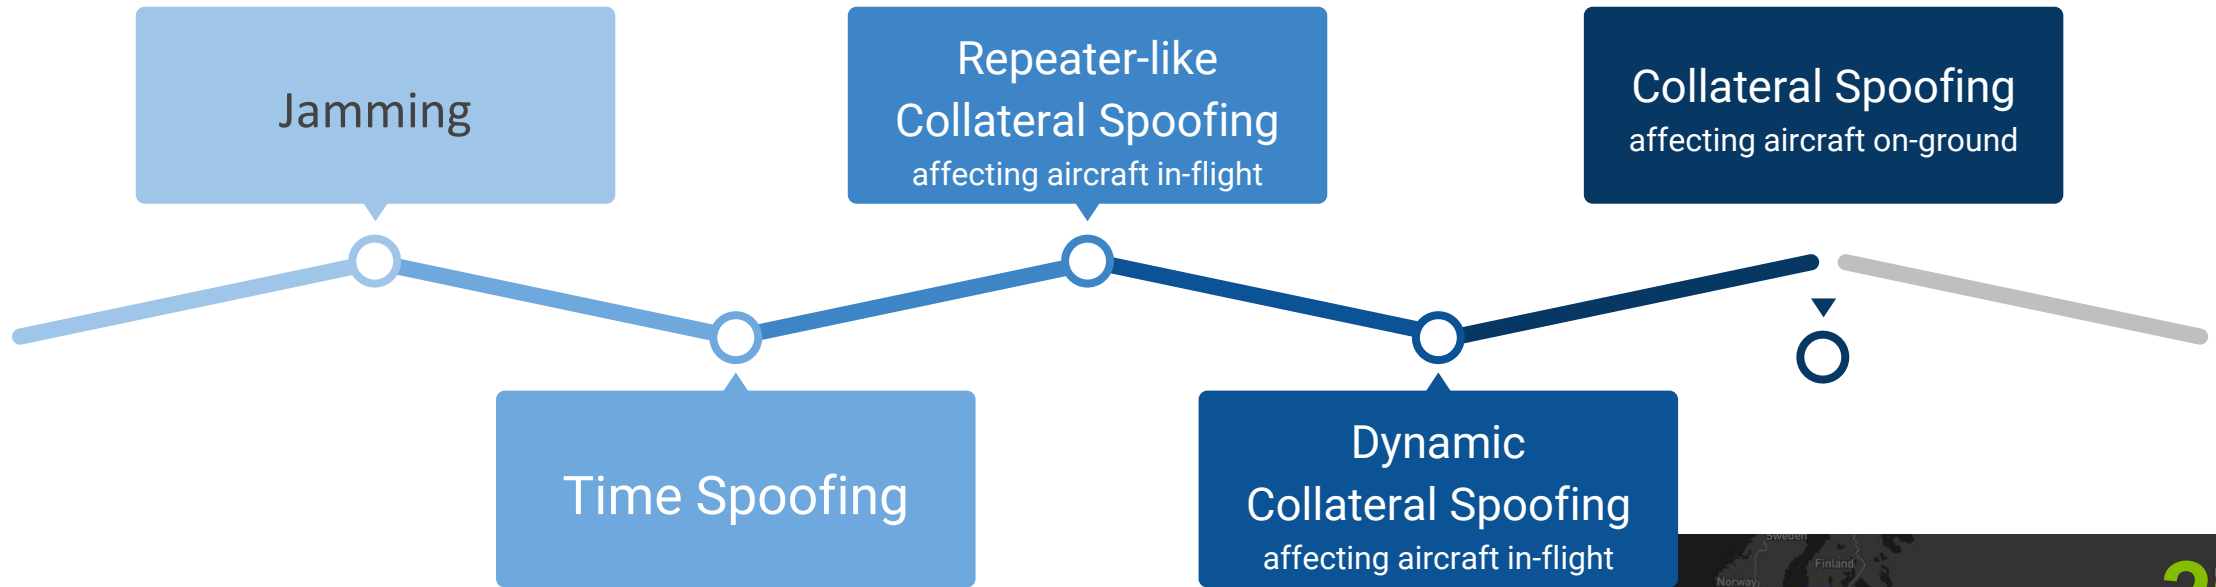 Jamming
Repeater-like
Collateral Spoofing
affecting aircraft in-flight
Collateral Spoofing
affecting aircraft on-ground
Time Spoofing
Dynamic
Collateral Spoofing
affecting aircraft in-flight
Sweden
Finland
Norway